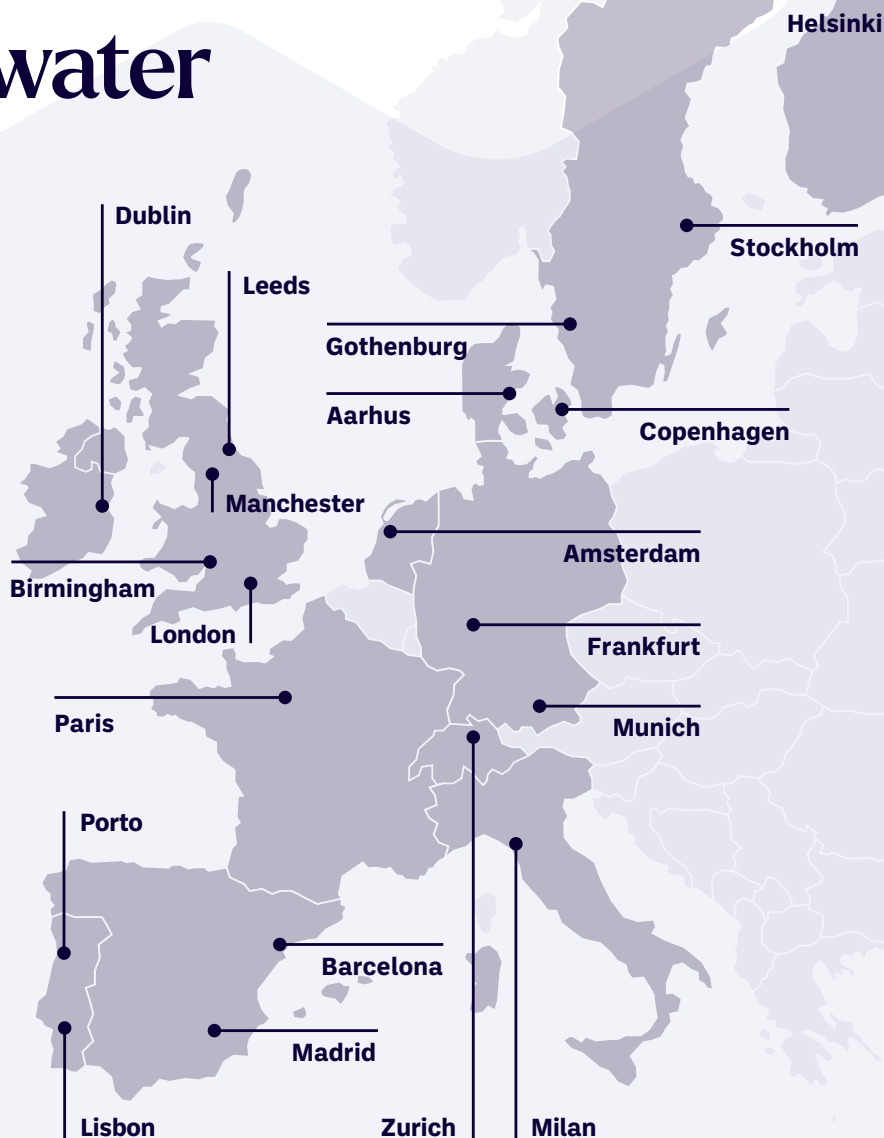 Helsinki
water
Dublin
Stockholm
Leeds
Gothenburg
Aarhus
Copenhagen
Manchester
Amsterdam
Birmingham
London
Frankfurt
Paris
Munich
Porto
Barcelona
Madrid
Lisbon
Zurich
Milan